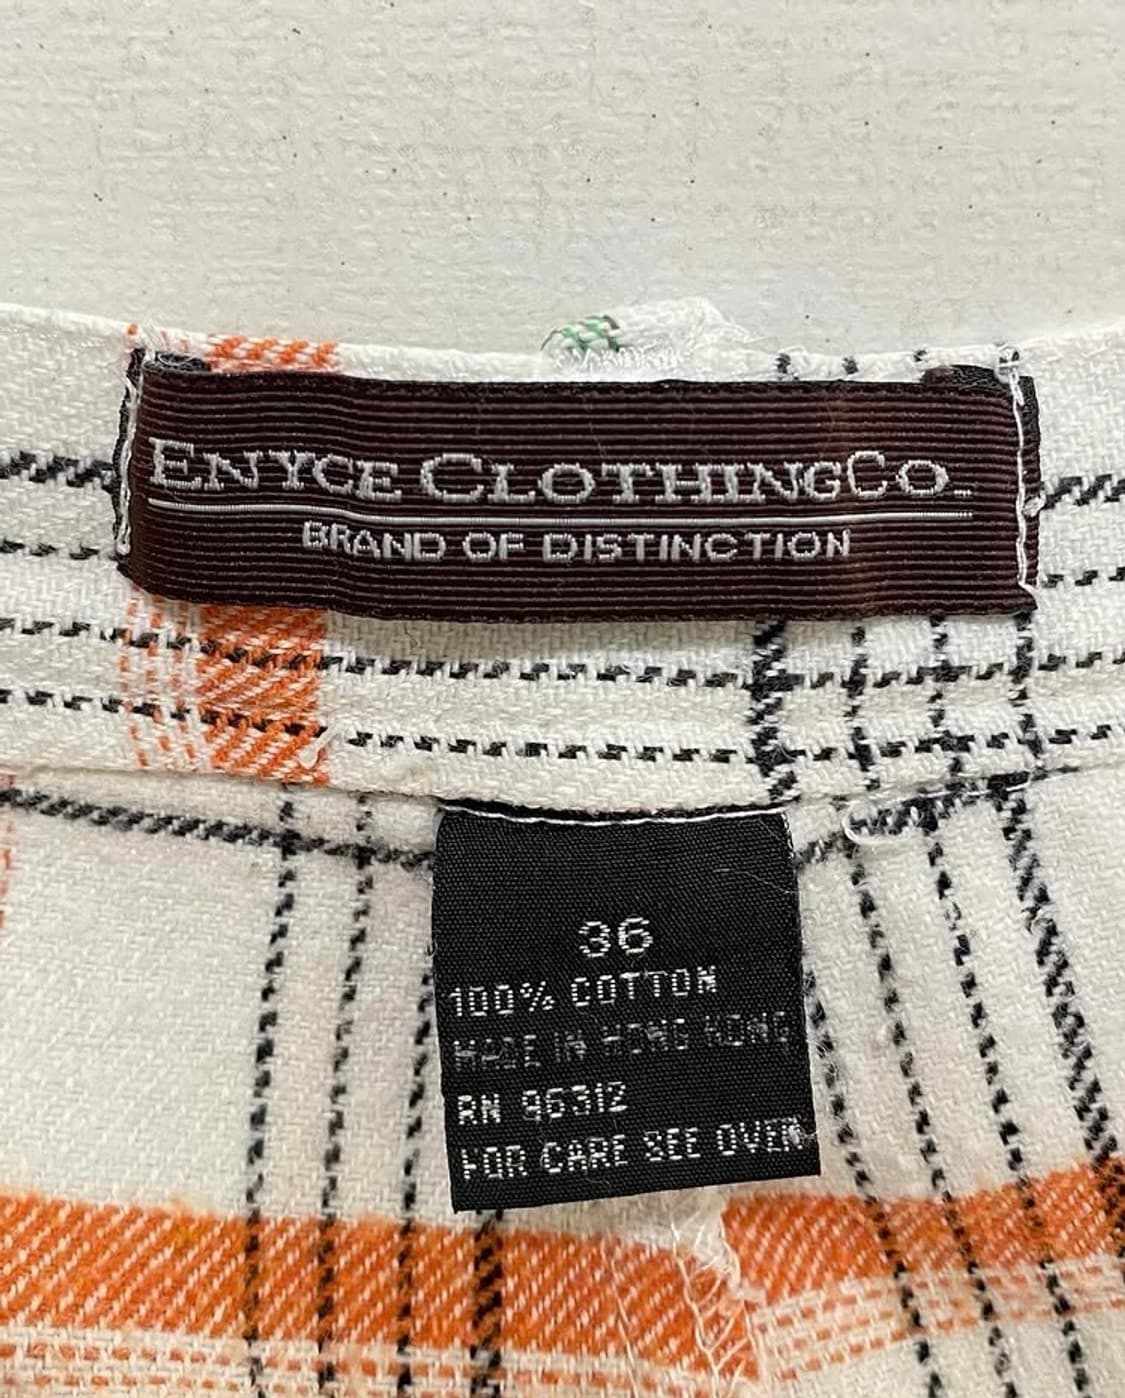 ENYCE CLOTHING CO.
BRAND OF DISTINCTION
36
100% COTTON
MADE IN HONG KONG
RN 96312
FOR CARE SEE OVER